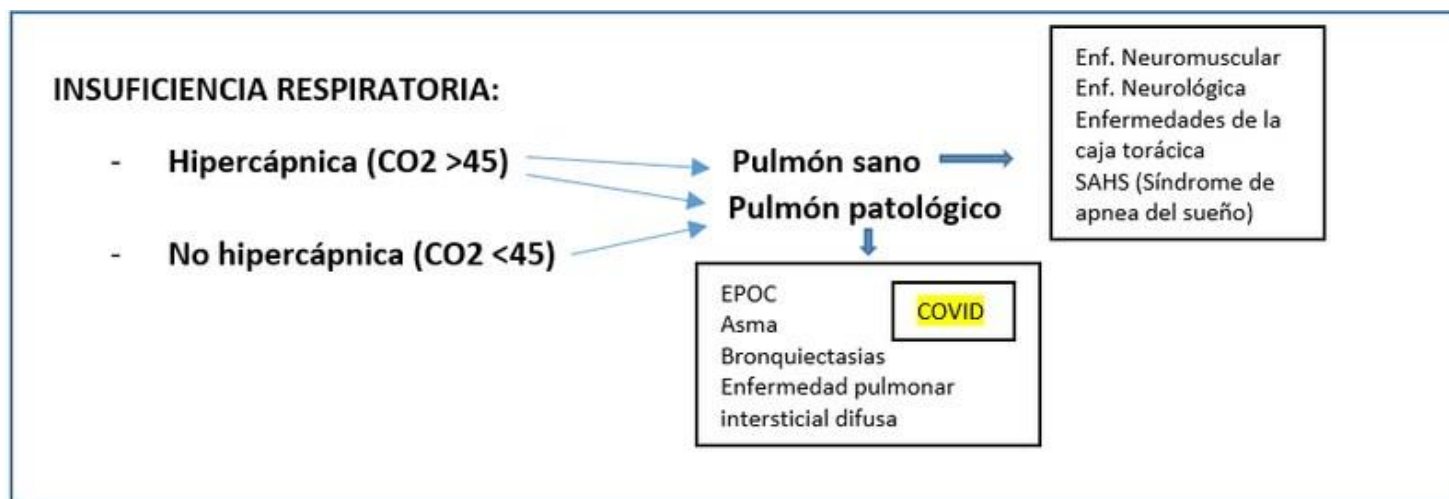 INSUFICIENCIA RESPIRATORIA:
- Hipercápnica (CO2 >45)
- No hipercápnica (CO2 <45)
Pulmón sano
Pulmón patológico
Enf. Neuromuscular
Enf. Neurológica
Enfermedades de la
caja torácica
SAHS (Síndrome de
apnea del sueño)
EPOC
Asma
Bronquiectasias
Enfermedad pulmonar
intersticial difusa
COVID